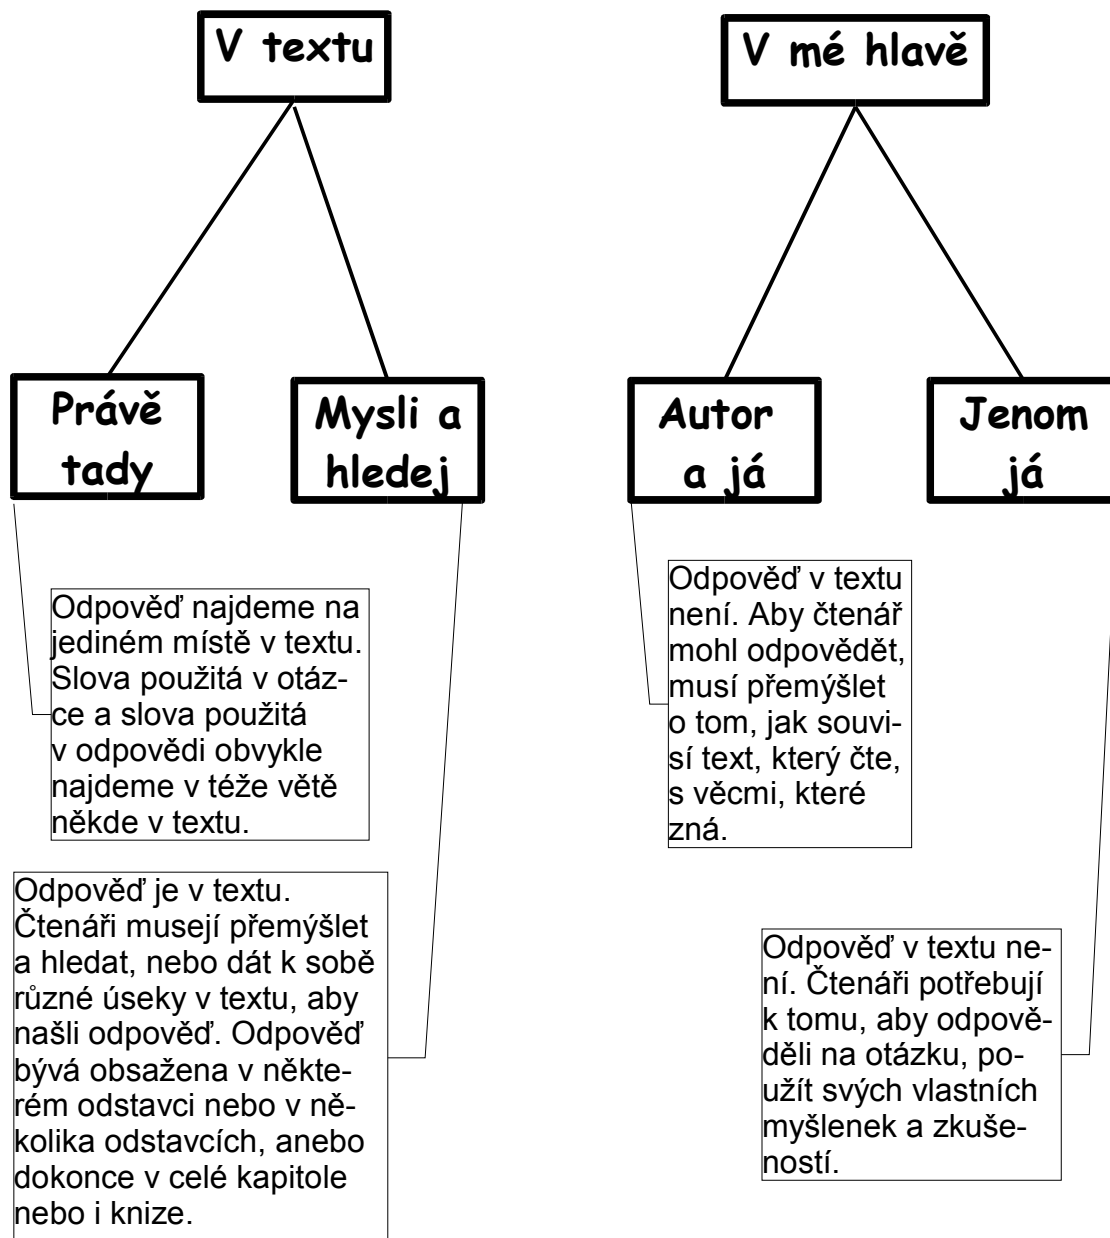 V textu
V mé hlavě
Právě
tady
Mysli a
hledej
Autor
a já
Jenom
já
Odpověď najdeme na
jediném místě v textu.
Slova použitá v otáz-
ce a slova použitá
v odpovědi obvykle
najdeme v téže větě
někde v textu.
Odpověď v textu
není. Aby čtenář
mohl odpovědět,
musí přemýšlet
o tom, jak souvi-
sí text, který čte,
s věcmi, které
zná.
Odpověď je v textu.
Čtenáři musejí přemýšlet
a hledat, nebo dát k sobě
různé úseky v textu, aby
našli odpověď. Odpověď
bývá obsažena v někte-
rém odstavci nebo v ně-
kolika odstavcích, anebo
dokonce v celé kapitole
nebo i knize.
Odpověď v textu ne-
ní. Čtenáři potřebují
k tomu, aby odpově-
děli na otázku, po-
užít svých vlastních
myšlenek a zkuše-
ností.